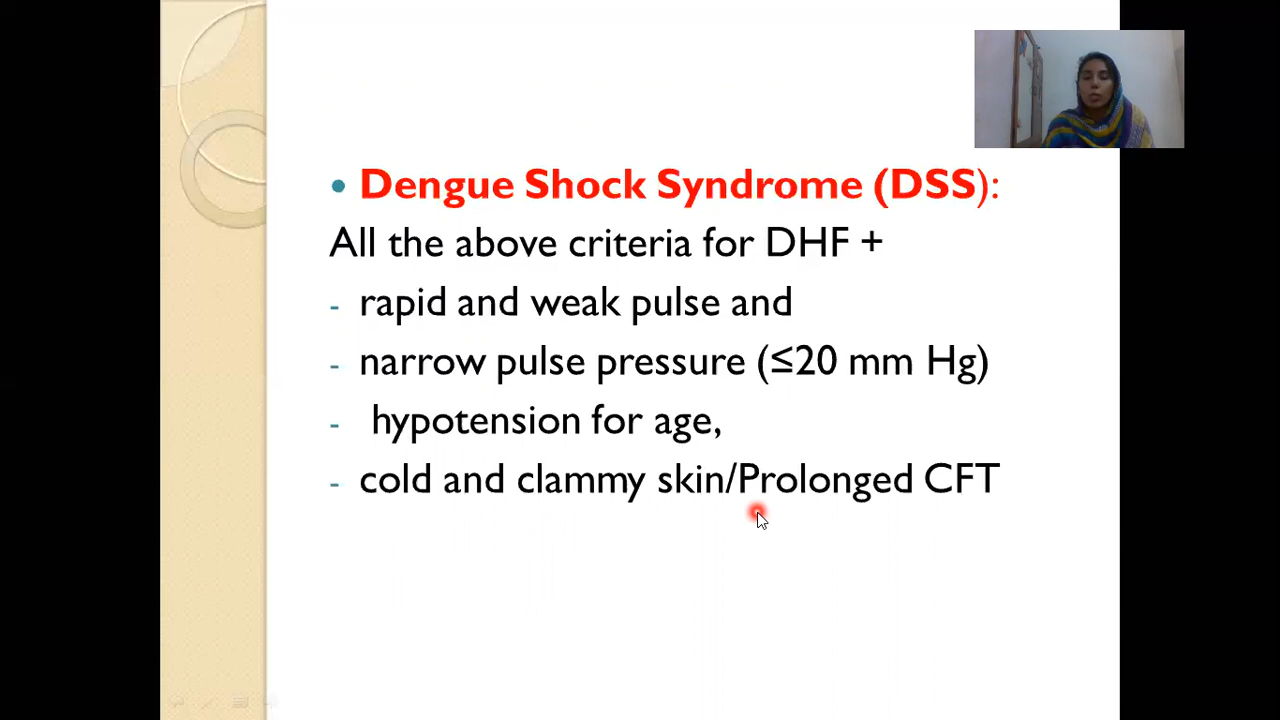 • Dengue Shock Syndrome (DSS):
All the above criteria for DHF +
- rapid and weak pulse and
- narrow pulse pressure (≤20 mm Hg)
- hypotension for age,
- cold and clammy skin/Prolonged CFT